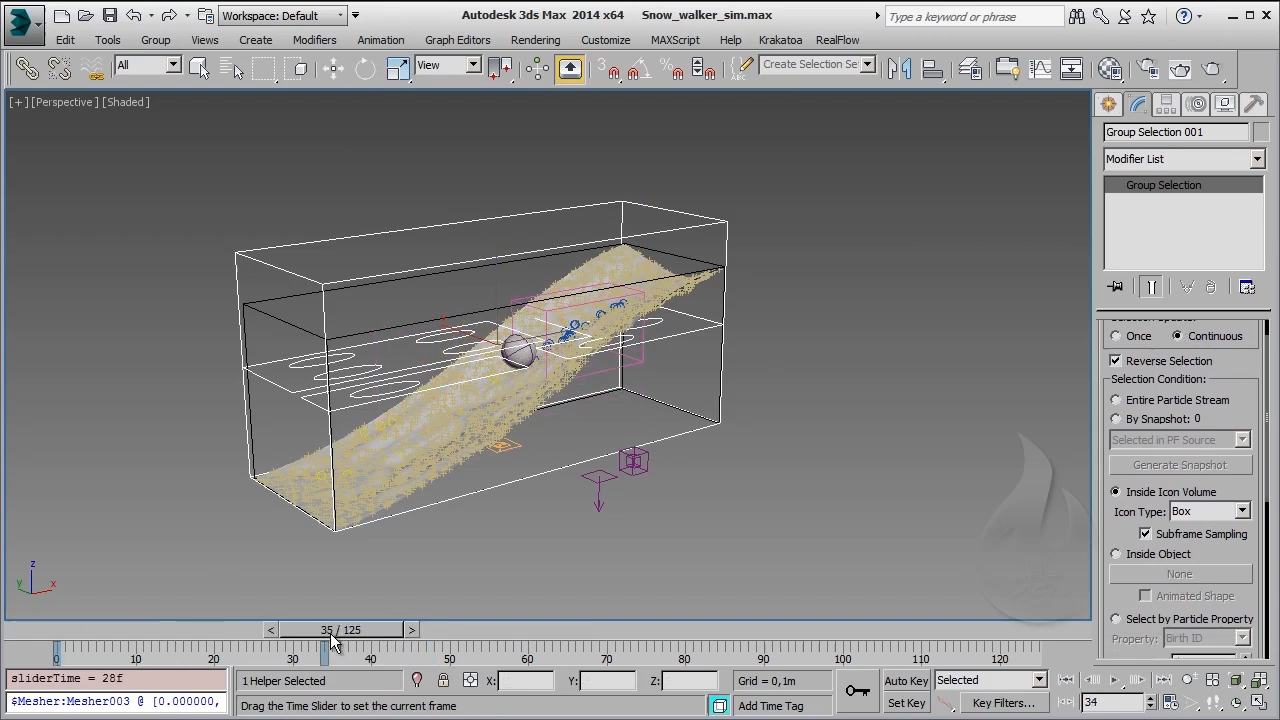 Workspace: Default
Autodesk 3ds Max 2014 x64 Snow_walker_sim.max
Type a keyword or phrase
Edit Tools Group Views Create Modifiers Animation Graph Editors Rendering Customize MAXScript Help Krakatoa RealFlow
All
View
3
Create Selection Se
[+][Perspective][Shaded]
Group Selection 001
Modifier List
Group Selection
Once Continuous
Reverse Selection
Selection Condition:
Entire Particle Stream
By Snapshot: 0
Selected in PF Source
Generate Snapshot
Inside Icon Volume
Icon Type: Box
Subframe Sampling
Inside Object
None
Animated Shape
Select by Particle Property
Property: Birth ID
z
y x
< 35 / 125 >
0 10 20 30 40 50 60 70 80 90 100 110 120
sliderTime = 28f
$Mesher:Mesher003 @ [0.000000,
1 Helper Selected
X: Y: Z:
Grid = 0,1m
Drag the Time Slider to set the current frame
Add Time Tag
Auto Key Selected
Set Key Key Filters...
34